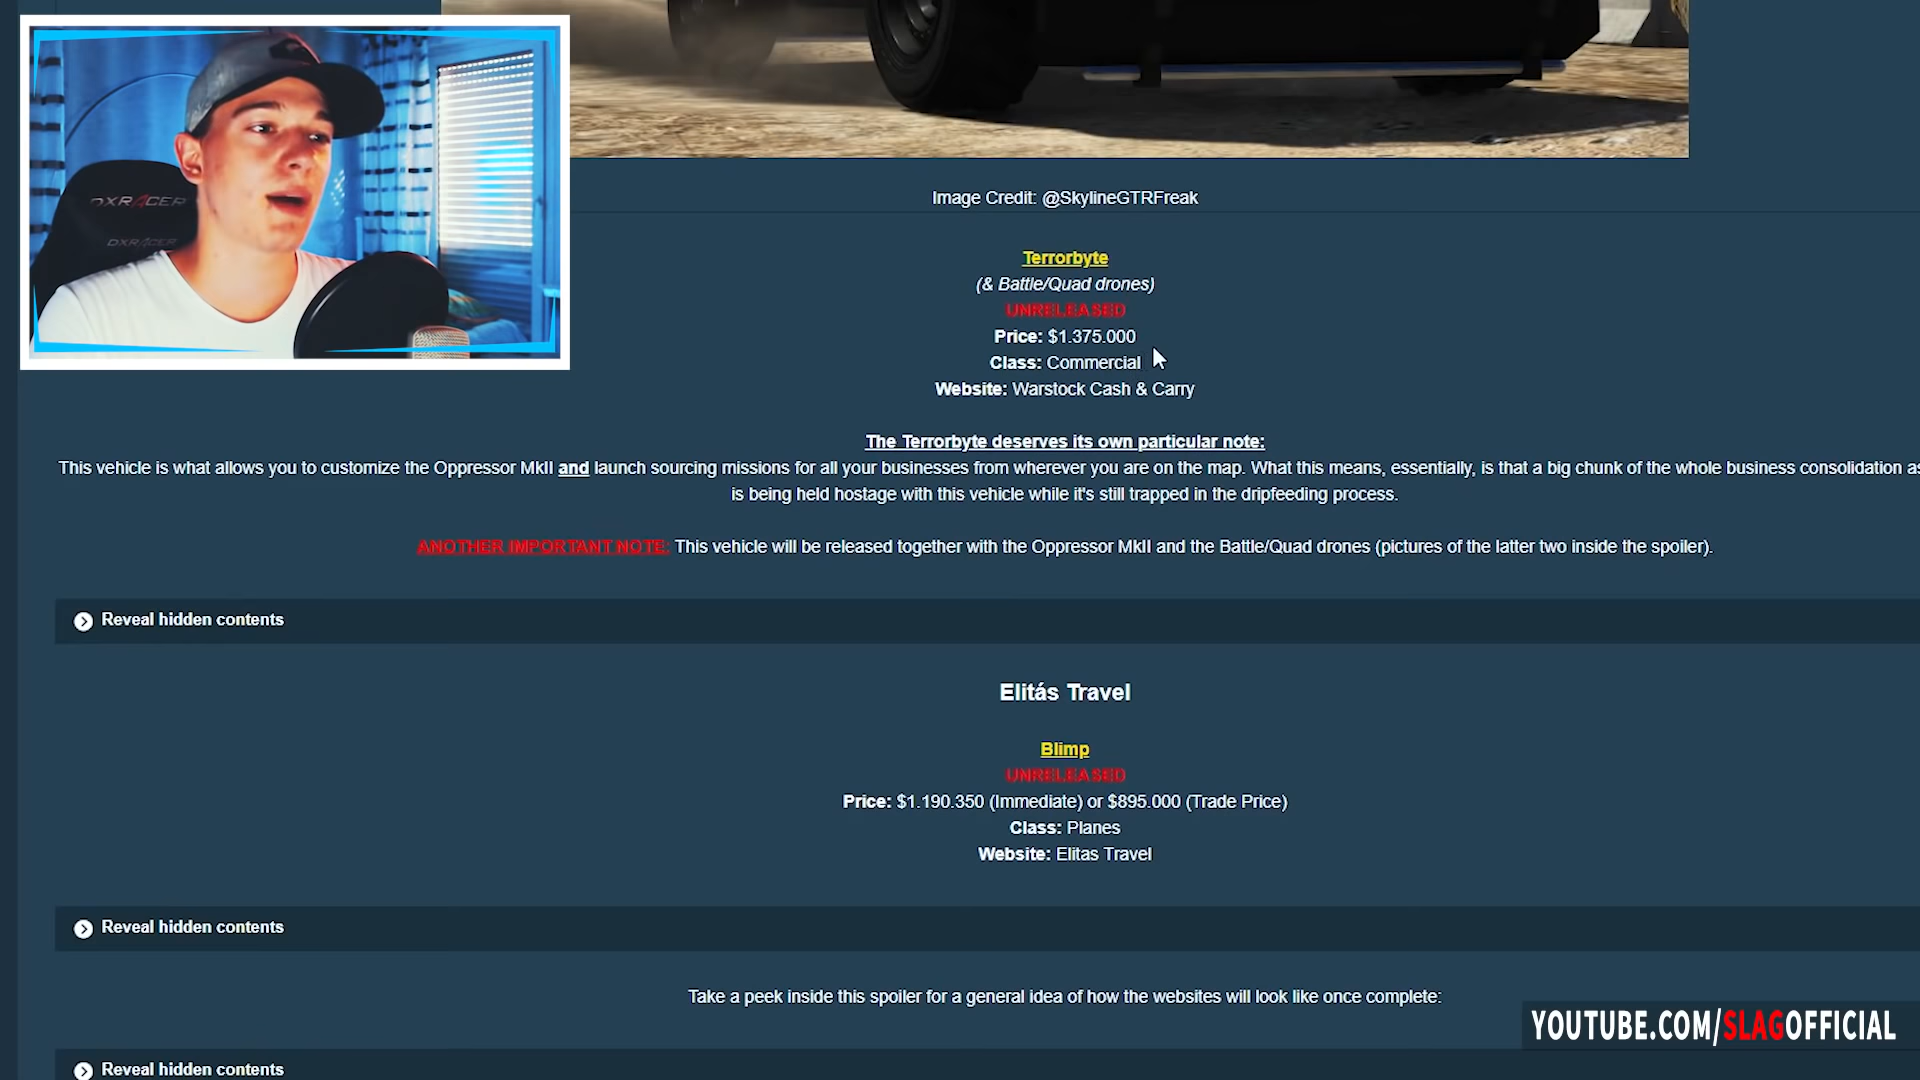 DXRACER
DXRACER
Image Credit: @SkylineGTRFreak
Terrorbyte
(& Battle/Quad drones)
UNRELEASED
Price: $1.375.000
Class: Commercial
Website: Warstock Cash & Carry
The Terrorbyte deserves its own particular note:
This vehicle is what allows you to customize the Oppressor MkII and launch sourcing missions for all your businesses from wherever you are on the map. What this means, essentially, is that a big chunk of the whole business consolidation as
is being held hostage with this vehicle while it's still trapped in the dripfeeding process.
ANOTHER IMPORTANT NOTE: This vehicle will be released together with the Oppressor MkII and the Battle/Quad drones (pictures of the latter two inside the spoiler).
Reveal hidden contents
Elitás Travel
Blimp
UNRELEASED
Price: $1.190.350 (Immediate) or $895.000 (Trade Price)
Class: Planes
Website: Elitas Travel
Reveal hidden contents
Take a peek inside this spoiler for a general idea of how the websites will look like once complete:
Reveal hidden contents
YOUTUBE.COM/SLAGOFFICIAL